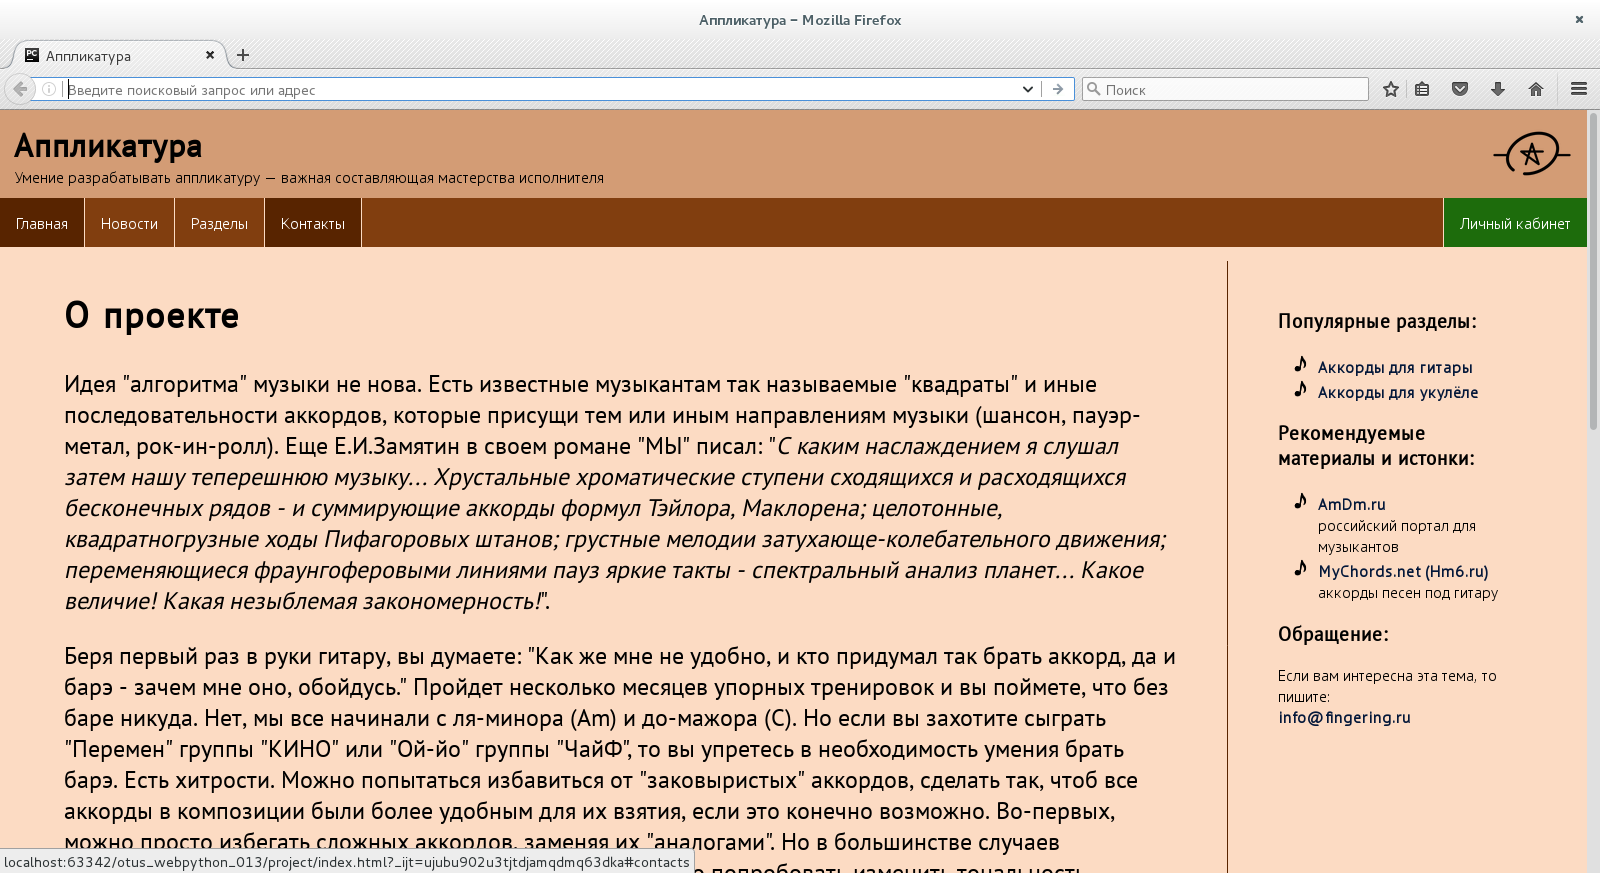 Аппликатура – Mozilla Firefox
Аппликатура
Введите поисковый запрос или адрес
Поиск
Аппликатура
Умение разрабатывать аппликатуру — важная составляющая мастерства исполнителя
Главная
Новости
Разделы
Контакты
Личный кабинет
О проекте
Идея "алгоритма" музыки не нова. Есть известные музыкантам так называемые "квадраты" и иные
последовательности аккордов, которые присущи тем или иным направлениям музыки (шансон, пауэр-
метал, рок-ин-ролл). Еще Е.И.Замятин в своем романе "МЫ" писал: "С каким наслаждением я слушал
затем нашу теперешнюю музыку... Хрустальные хроматические ступени сходящихся и расходящихся
бесконечных рядов - и суммирующие аккорды формул Тэйлора, Маклорена; целотонные,
квадратногрузные ходы Пифагоровых штанов; грустные мелодии затухающе-колебательного движения;
переменяющиеся фраунгоферовыми линиями пауз яркие такты - спектральный анализ планет... Какое
величие! Какая незыблемая закономерность!".
Беря первый раз в руки гитару, вы думаете: "Как же мне не удобно, и кто придумал так брать аккорд, да и
барэ - зачем мне оно, обойдусь." Пройдет несколько месяцев упорных тренировок и вы поймете, что без
баре никуда. Нет, мы все начинали с ля-минора (Am) и до-мажора (C). Но если вы захотите сыграть
"Перемен" группы "КИНО" или "Ой-йо" группы "ЧайФ", то вы упретесь в необходимость умения брать
барэ. Есть хитрости. Можно попытаться избавиться от "заковыристых" аккордов, сделать так, чтоб все
аккорды в композиции были более удобным для их взятия, если это конечно возможно. Во-первых,
можно просто избегать сложных аккордов, заменяя их "аналогами". Но в большинстве случаев
попробовать изменить тональность
Популярные разделы:
Аккорды для гитары
Аккорды для укулёле
Рекомендуемые
материалы и истонки:
AmDm.ru
российский портал для
музыкантов
MyChords.net (Hm6.ru)
аккорды песен под гитару
Обращение:
Если вам интересна эта тема, то
пишите:
info@fingering.ru
localhost:63342/otus_webpython_013/project/index.html?_ijt=ujubu902u3tjtdjamqdmq63dka#contacts